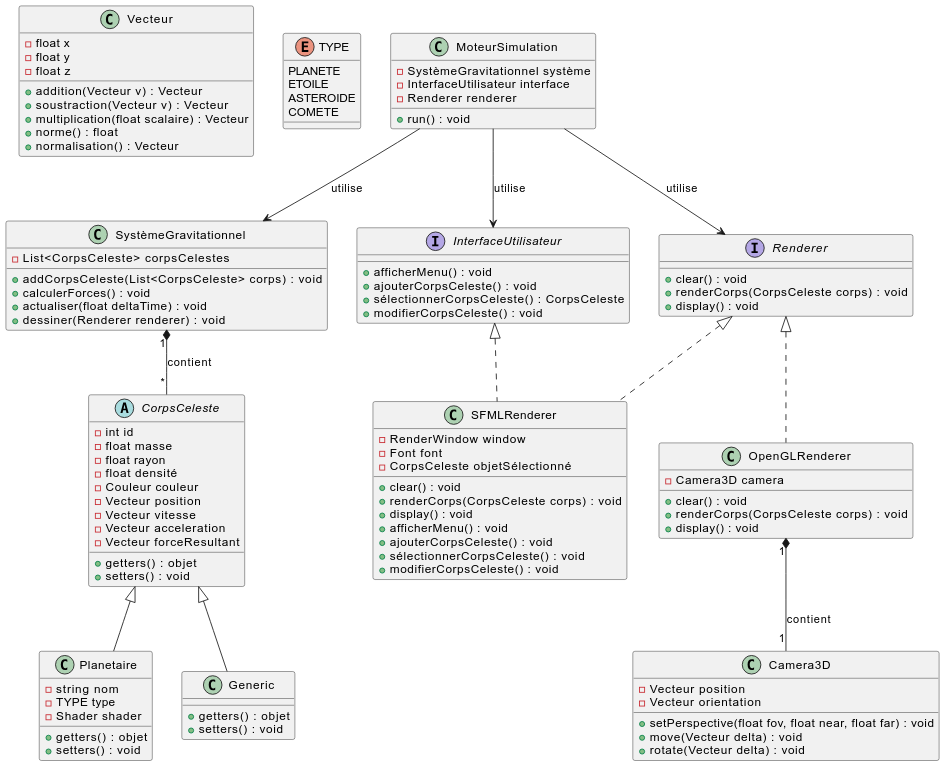 C Vecteur
float x
float y
float z
addition(Vecteur v) : Vecteur
soustraction(Vecteur v) : Vecteur
multiplication(float scalaire) : Vecteur
norme() : float
normalisation() : Vecteur
E TYPE
PLANETE
ETOILE
ASTEROIDE
COMETE
C MoteurSimulation
SystèmeGravitationnel système
InterfaceUtilisateur interface
Renderer renderer
run() : void
utilise
utilise
utilise
C SystèmeGravitationnel
List<CorpsCeleste> corpsCelestes
addCorpsCeleste(List<CorpsCeleste> corps) : void
calculerForces() : void
actualiser(float deltaTime) : void
dessiner(Renderer renderer) : void
I InterfaceUtilisateur
afficherMenu() : void
ajouterCorpsCeleste() : void
sélectionnerCorpsCeleste() : CorpsCeleste
modifierCorpsCeleste() : void
I Renderer
clear() : void
renderCorps(CorpsCeleste corps) : void
display() : void
1
contient
*
A CorpsCeleste
int id
float masse
float rayon
float densité
Couleur couleur
Vecteur position
Vecteur vitesse
Vecteur acceleration
Vecteur forceResultant
getters() : objet
setters() : void
C SFMLRenderer
RenderWindow window
Font font
CorpsCeleste objetSélectionné
clear() : void
renderCorps(CorpsCeleste corps) : void
display() : void
afficherMenu() : void
ajouterCorpsCeleste() : void
sélectionnerCorpsCeleste() : void
modifierCorpsCeleste() : void
C OpenGLRenderer
Camera3D camera
clear() : void
renderCorps(CorpsCeleste corps) : void
display() : void
1
contient
1
C Planetaire
string nom
TYPE type
Shader shader
getters() : objet
setters() : void
C Generic
getters() : objet
setters() : void
C Camera3D
Vecteur position
Vecteur orientation
setPerspective(float fov, float near, float far) : void
move(Vecteur delta) : void
rotate(Vecteur delta) : void